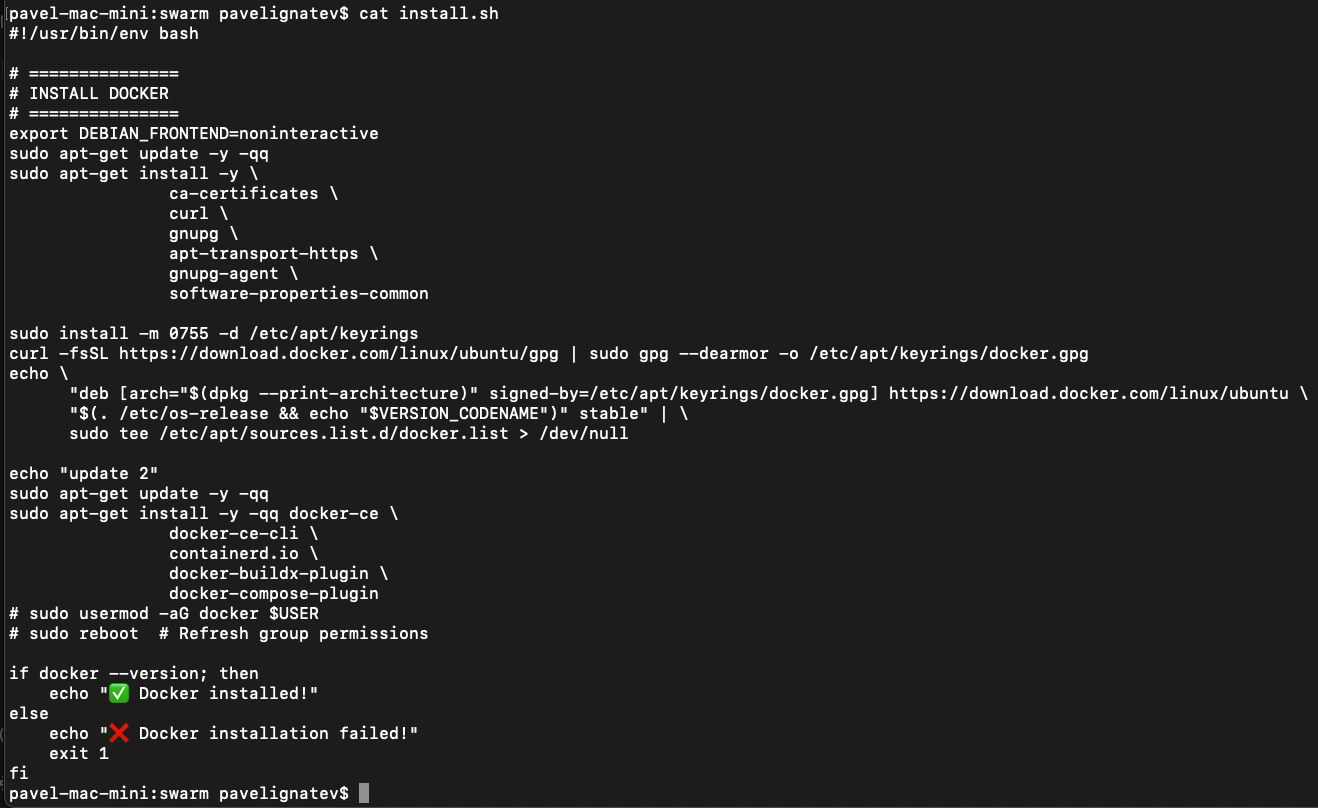 pavel-mac-mini:swarm pavelignatev$ cat install.sh
#!/usr/bin/env bash

# ===============
# INSTALL DOCKER
# ===============
export DEBIAN_FRONTEND=noninteractive
sudo apt-get update -y -qq
sudo apt-get install -y \
                ca-certificates \
                curl \
                gnupg \
                apt-transport-https \
                gnupg-agent \
                software-properties-common

sudo install -m 0755 -d /etc/apt/keyrings
curl -fsSL https://download.docker.com/linux/ubuntu/gpg | sudo gpg --dearmor -o /etc/apt/keyrings/docker.gpg
echo \
      "deb [arch="$(dpkg --print-architecture)" signed-by=/etc/apt/keyrings/docker.gpg] https://download.docker.com/linux/ubuntu \
      "$(. /etc/os-release && echo "$VERSION_CODENAME")" stable" | \
      sudo tee /etc/apt/sources.list.d/docker.list > /dev/null

echo "update 2"
sudo apt-get update -y -qq
sudo apt-get install -y -qq docker-ce \
                docker-ce-cli \
                containerd.io \
                docker-buildx-plugin \
                docker-compose-plugin
# sudo usermod -aG docker $USER
# sudo reboot  # Refresh group permissions

if docker --version; then
    echo "✅ Docker installed!"
else
    echo "❌ Docker installation failed!"
    exit 1
fi
pavel-mac-mini:swarm pavelignatev$